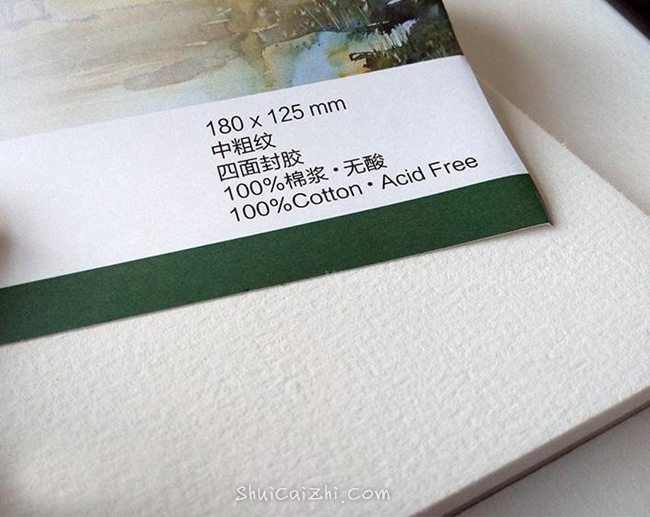 180 x 125 mm
中粗纹
四面封胶
100%棉浆・无酸
100%Cotton・Acid Free
ShuiCaiZhi.com